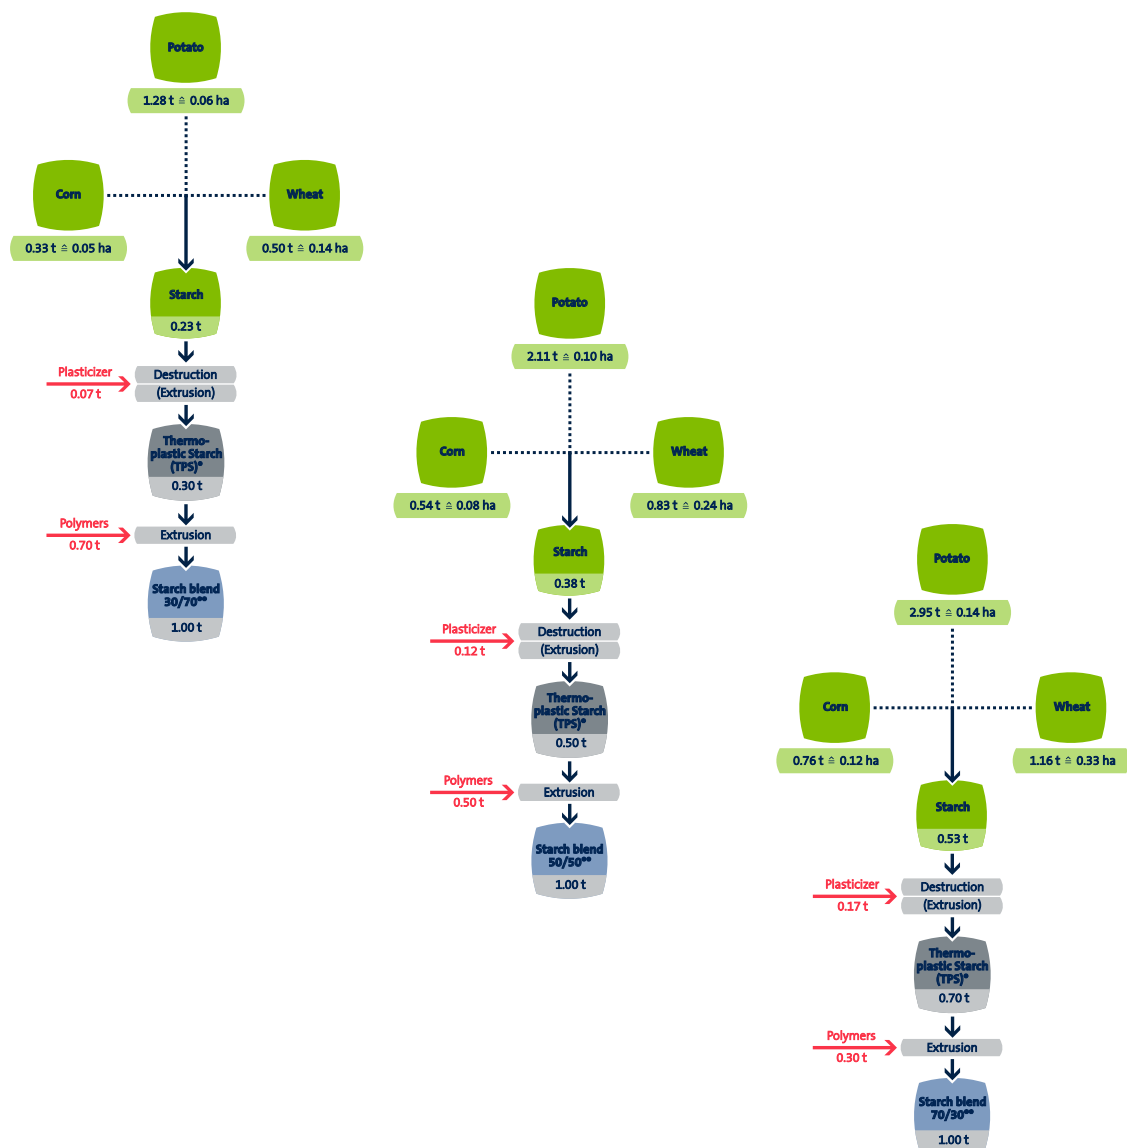 Potato
1.28 t ≙ 0.06 ha
Corn
Wheat
0.33 t ≙ 0.05 ha
0.50 t ≙ 0.14 ha
Starch
0.23 t
Plasticizer
0.07 t
Destruction
(Extrusion)
Thermo-
plastic Starch
(TPS)*
0.30 t
Polymers
0.70 t
Extrusion
Starch blend
30/70**
1.00 t
Potato
2.11 t ≙ 0.10 ha
Corn
Wheat
0.54 t ≙ 0.08 ha
0.83 t ≙ 0.24 ha
Starch
0.38 t
Plasticizer
0.12 t
Destruction
(Extrusion)
Thermo-
plastic Starch
(TPS)*
0.50 t
Polymers
0.50 t
Extrusion
Starch blend
50/50**
1.00 t
Potato
2.95 t ≙ 0.14 ha
Corn
Wheat
0.76 t ≙ 0.12 ha
1.16 t ≙ 0.33 ha
Starch
0.53 t
Plasticizer
0.17 t
Destruction
(Extrusion)
Thermo-
plastic Starch
(TPS)*
0.70 t
Polymers
0.30 t
Extrusion
Starch blend
70/30**
1.00 t